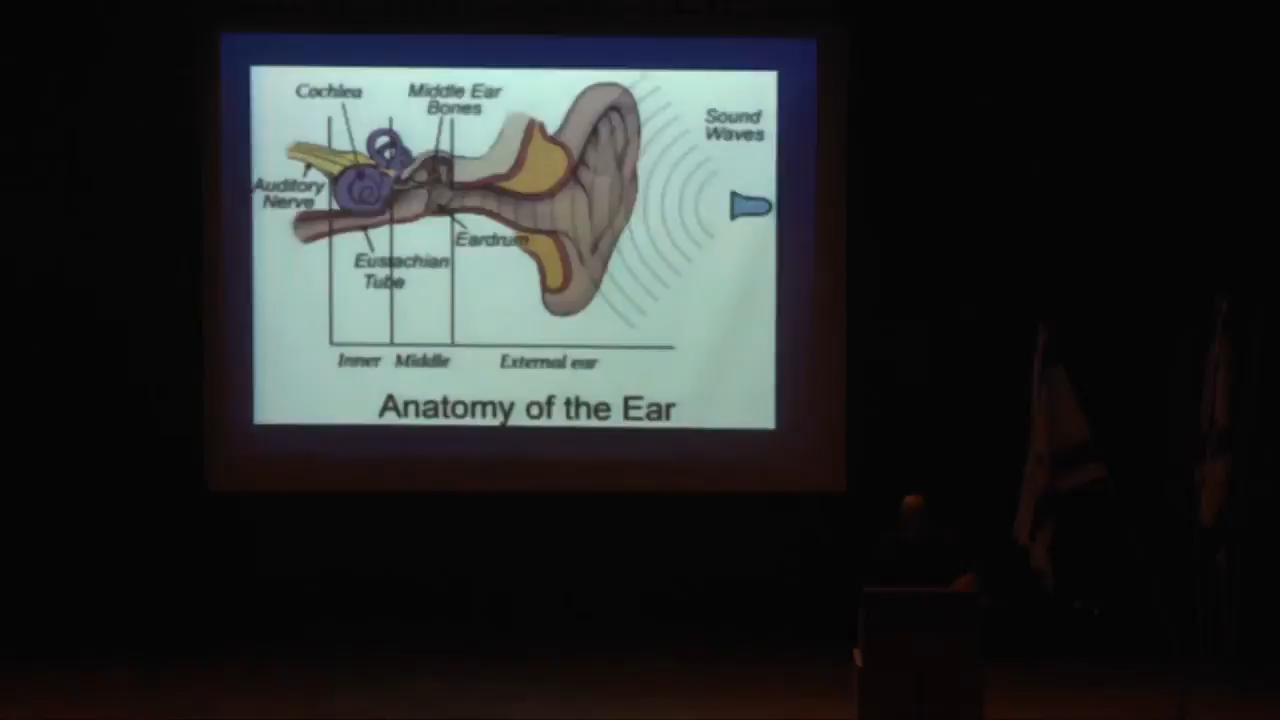 Cochlea
Middle Ear
Bones
Sound
Waves
Auditory
Nerve
Eardrum
Eustachian
Tube
Inner Middle External ear
Anatomy of the Ear